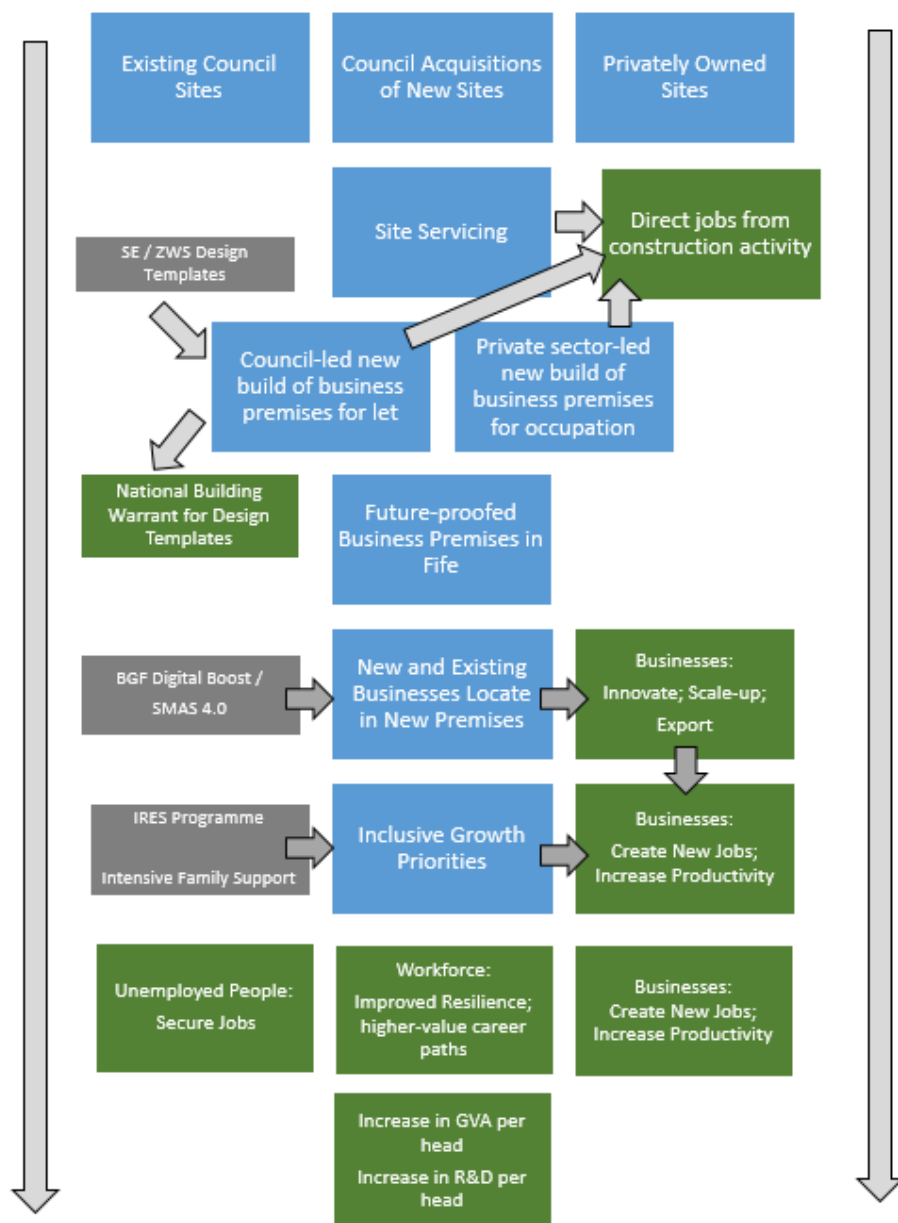 Existing Council
Sites
Council Acquisitions
of New Sites
Privately Owned
Sites
Site Servicing
Direct jobs from
construction activity
SE / ZWS Design
Templates
Council-led new
build of business
premises for let
Private sector-led
new build of
business premises
for occupation
National Building
Warrant for Design
Templates
Future-proofed
Business Premises in
Fife
BGF Digital Boost /
SMAS 4.0
New and Existing
Businesses Locate
in New Premises
Businesses:
Innovate; Scale-up;
Export
IRES Programme
Intensive Family Support
Inclusive Growth
Priorities
Businesses:
Create New Jobs;
Increase Productivity
Unemployed People:
Secure Jobs
Workforce:
Improved Resilience;
higher-value career
paths
Businesses:
Create New Jobs;
Increase Productivity
Increase in GVA per
head
Increase in R&D per
head